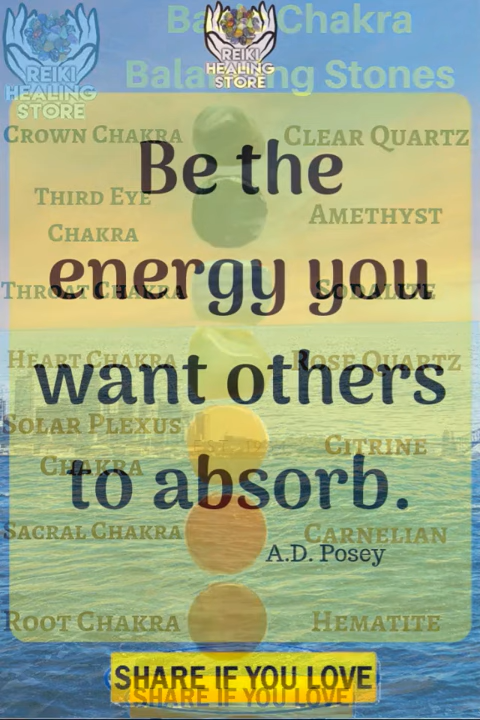 REIKI
HEALING
STORE
REIKI
HEALING
STORE
Chakra
Stones
CROWN CHAKRA
CLEAR QUARTZ
Be the
THIRD EYE
CHAKRA
AMETHYST
energy you
THROAT CHAKRA
SODALITE
want others
HEART CHAKRA
ROSE QUARTZ
SOLAR PLEXUS
CHAKRA
CITRINE
to absorb.
SACRAL CHAKRA
CARNELIAN
A.D. Posey
ROOT CHAKRA
HEMATITE
SHARE IF YOU LOVE
SHARE IF YOU LOVE